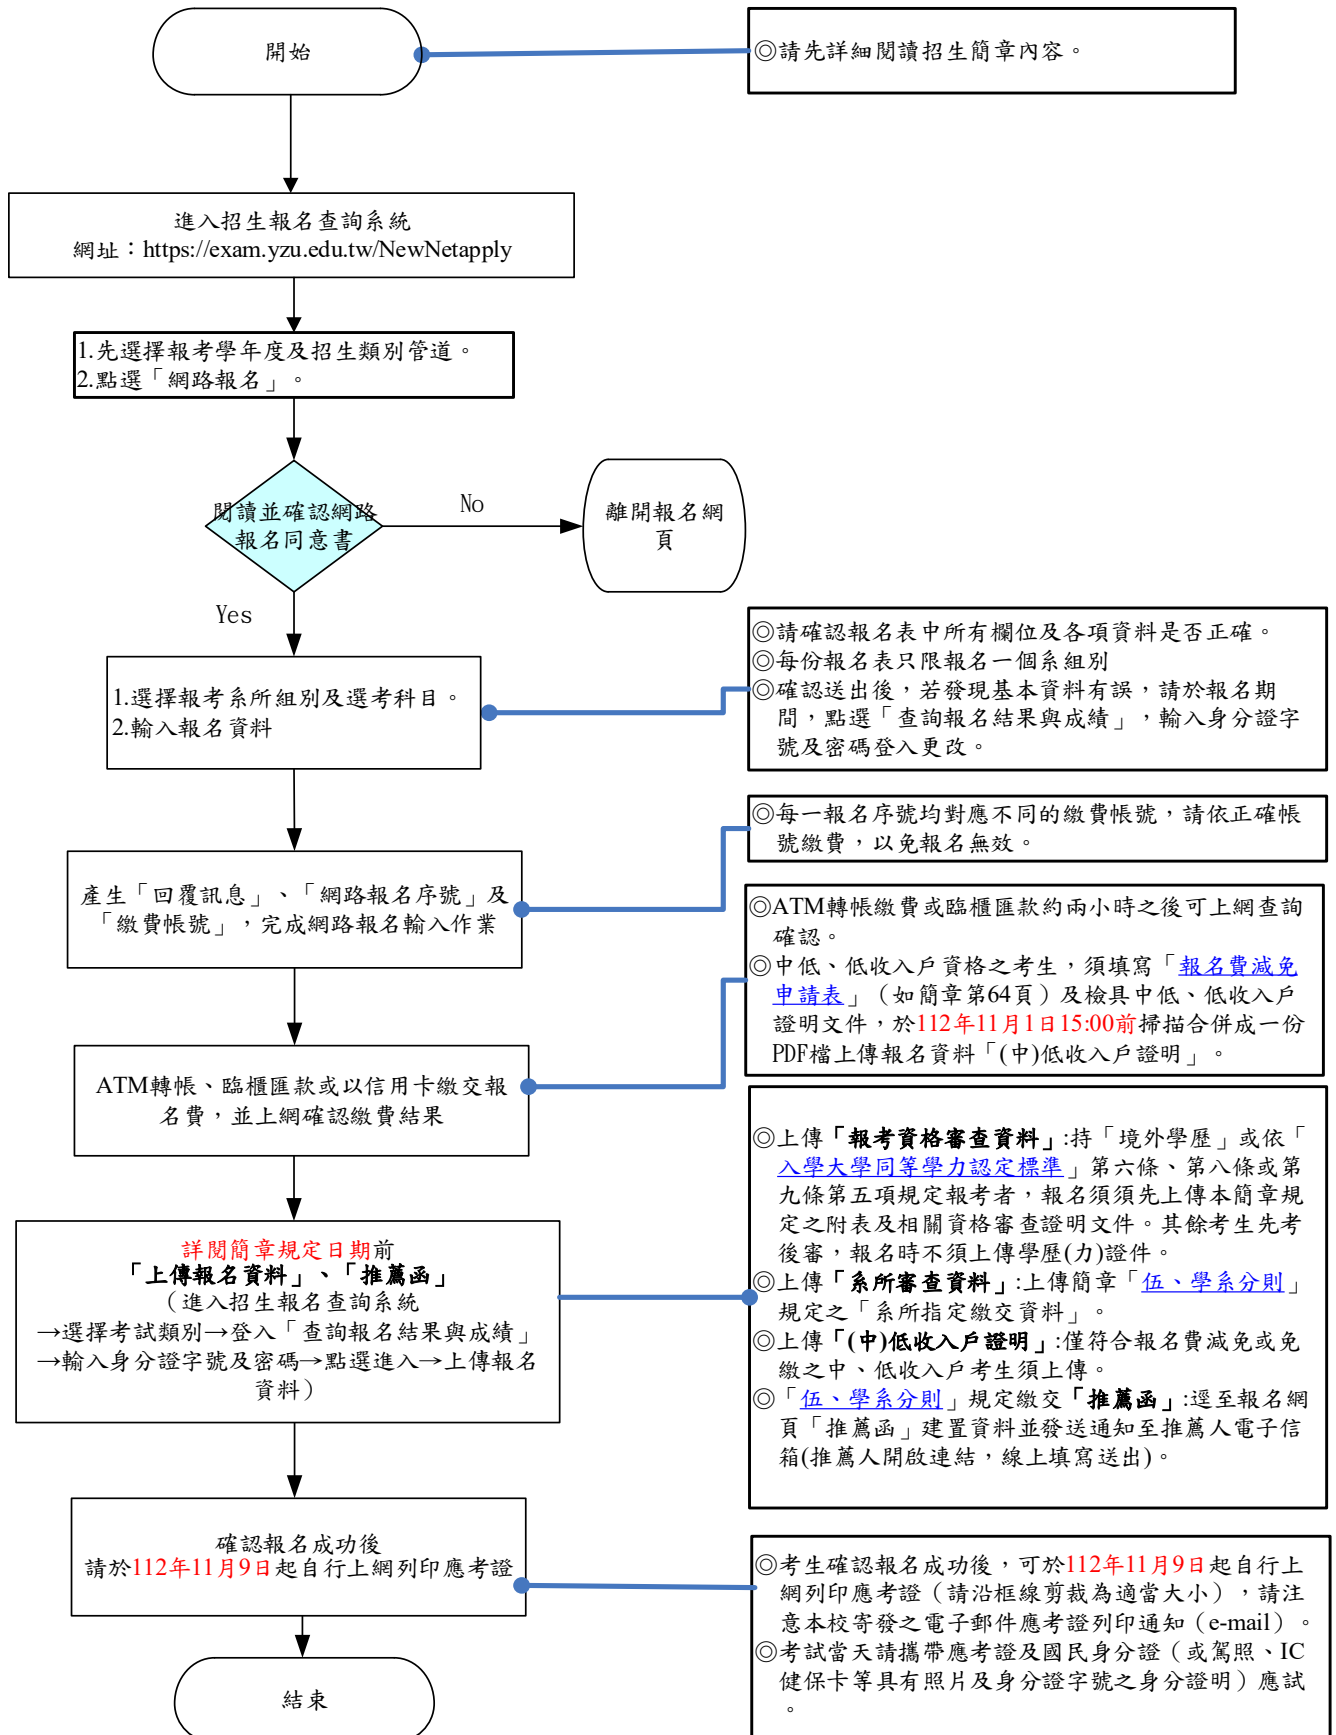 開始
◎請先詳細閱讀招生簡章內容。
進入招生報名查詢系統
網址：https://exam.yzu.edu.tw/NewNetapply
1.先選擇報考學年度及招生類別管道。
2.點選「網路報名」。
閱讀並確認網路
報名同意書
No
離開報名網
頁
Yes
◎請確認報名表中所有欄位及各項資料是否正確。
◎每份報名表只限報名一個系組別
◎確認送出後，若發現基本資料有誤，請於報名期
間，點選「查詢報名結果與成績」，輸入身分證字
號及密碼登入更改。
1.選擇報考系所組別及選考科目。
2.輸入報名資料
◎每一報名序號均對應不同的繳費帳號，請依正確帳
號繳費，以免報名無效。
產生「回覆訊息」、「網路報名序號」及
「繳費帳號」，完成網路報名輸入作業
◎ATM轉帳繳費或臨櫃匯款約兩小時之後可上網查詢
確認。
◎中低、低收入戶資格之考生，須填寫「報名費減免
申請表」（如簡章第64頁）及檢具中低、低收入戶
證明文件，於112年11月1日15:00前掃描合併成一份
PDF檔上傳報名資料「(中)低收入戶證明」。
ATM轉帳、臨櫃匯款或以信用卡繳交報
名費，並上網確認繳費結果
◎上傳「報考資格審查資料」:持「境外學歷」或依「
入學大學同等學力認定標準」第六條、第八條或第
九條第五項規定報考者，報名須須先上傳本簡章規
定之附表及相關資格審查證明文件。其餘考生先考
後審，報名時不須上傳學歷(力)證件。
◎上傳「系所審查資料」:上傳簡章「伍、學系分則」
規定之「系所指定繳交資料」。
◎上傳「(中)低收入戶證明」:僅符合報名費減免或免
繳之中、低收入戶考生須上傳。
◎「伍、學系分則」規定繳交「推薦函」:逕至報名網
頁「推薦函」建置資料並發送通知至推薦人電子信
箱(推薦人開啟連結，線上填寫送出)。
詳閱簡章規定日期前
「上傳報名資料」、「推薦函」
（進入招生報名查詢系統
→選擇考試類別→登入「查詢報名結果與成績」
→輸入身分證字號及密碼→點選進入→上傳報名
資料）
確認報名成功後
請於112年11月9日起自行上網列印應考證
◎考生確認報名成功後，可於112年11月9日起自行上
網列印應考證（請沿框線剪裁為適當大小），請注
意本校寄發之電子郵件應考證列印通知（e-mail）。
◎考試當天請攜帶應考證及國民身分證（或駕照、IC
健保卡等具有照片及身分證字號之身分證明）應試
。
結束